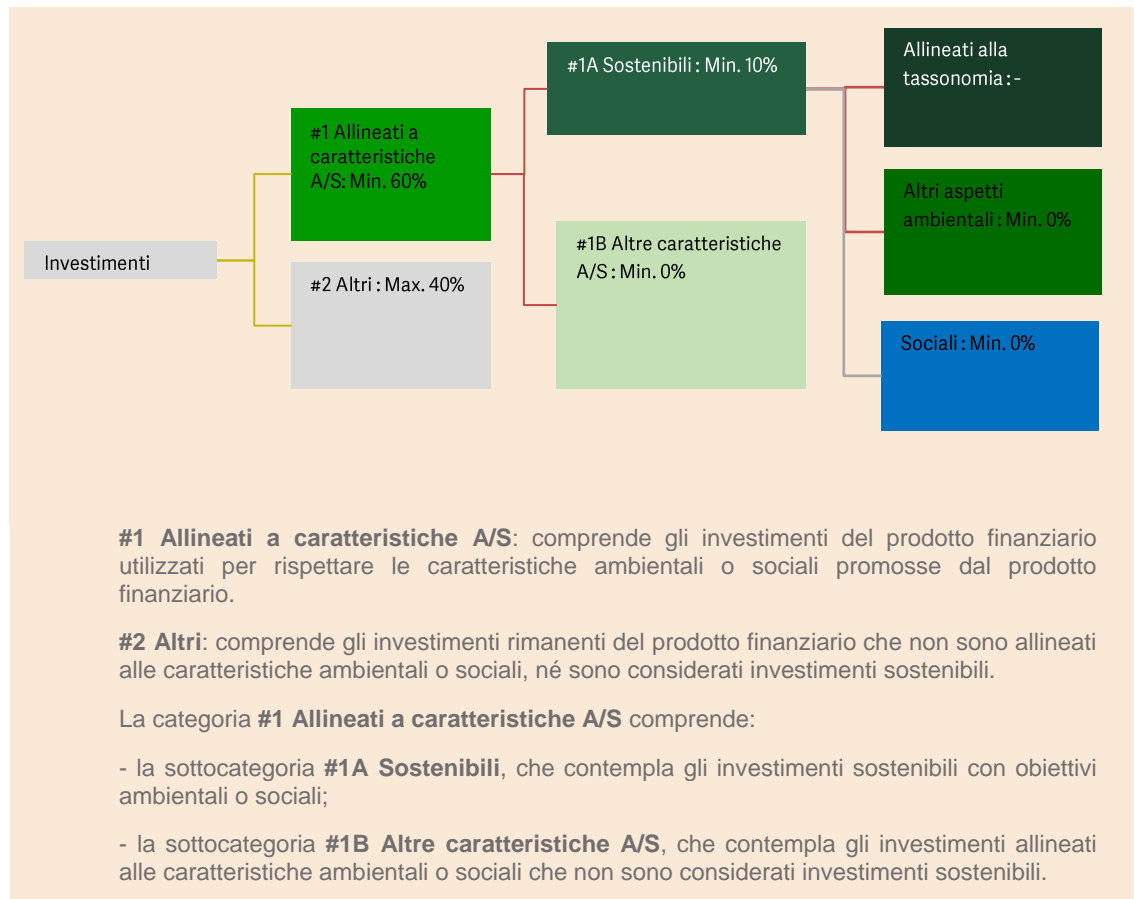 Investimenti
#1 Allineati a
caratteristiche
A/S: Min. 60%
#2 Altri : Max. 40%
#1A Sostenibili : Min. 10%
#1B Altre caratteristiche
A/S : Min. 0%
Allineati alla
tassonomia : -
Altri aspetti
ambientali : Min. 0%
Sociali : Min. 0%
#1 Allineati a caratteristiche A/S: comprende gli investimenti del prodotto finanziario
utilizzati per rispettare le caratteristiche ambientali o sociali promosse dal prodotto
finanziario.
#2 Altri: comprende gli investimenti rimanenti del prodotto finanziario che non sono allineati
alle caratteristiche ambientali o sociali, né sono considerati investimenti sostenibili.
La categoria #1 Allineati a caratteristiche A/S comprende:
- la sottocategoria #1A Sostenibili, che contempla gli investimenti sostenibili con obiettivi
ambientali o sociali;
- la sottocategoria #1B Altre caratteristiche A/S, che contempla gli investimenti allineati
alle caratteristiche ambientali o sociali che non sono considerati investimenti sostenibili.